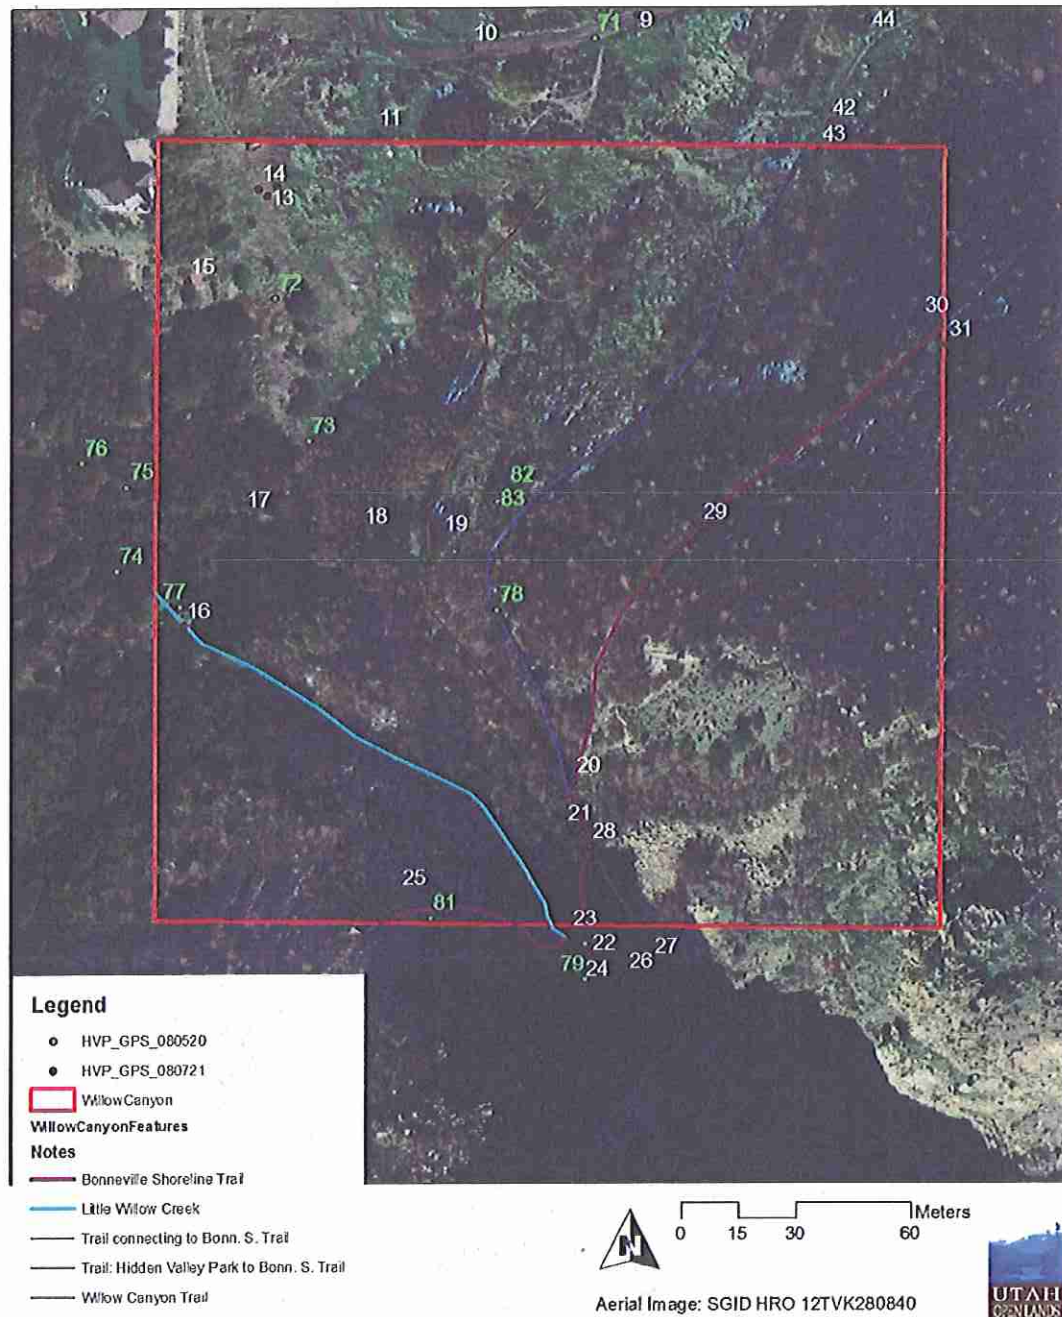 9
10
71
44
42
43
11
14
13
15
72
30
31
73
76
75
82
83
17
18
19
29
74
77
16
78
20
21
28
25
81
23
22
27
79
24
26
Legend
HVP_GPS_080520
HVP_GPS_080721
WillowCanyon
WillowCanyonFeatures
Notes
Bonneville Shoreline Trail
Little Willow Creek
Trail connecting to Bonn. S. Trail
Trail: Hidden Valley Park to Bonn. S. Trail
Willow Canyon Trail
N
Meters
0 15 30 60
Aerial Image: SGID HRO 12TVK280840
UTAH
OPEN LANDS